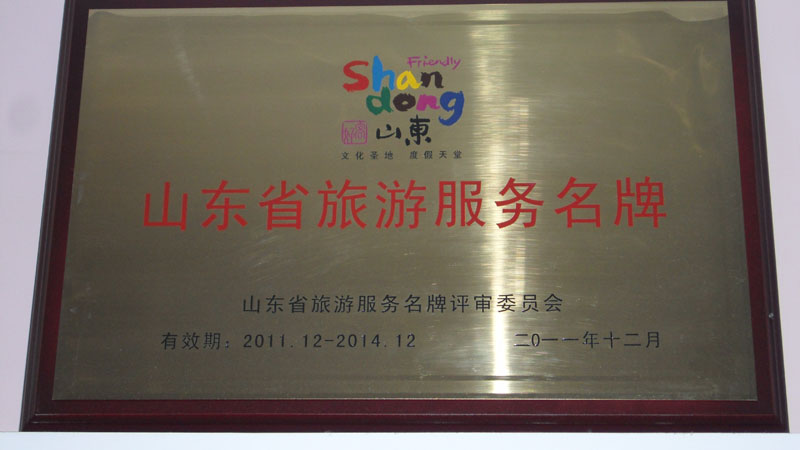 Friendly
Shan
dong
山東
文化圣地 度假天堂
山东省旅游服务名牌
山东省旅游服务名牌评审委员会
有效期：2011.12-2014.12 二0一一年十二月